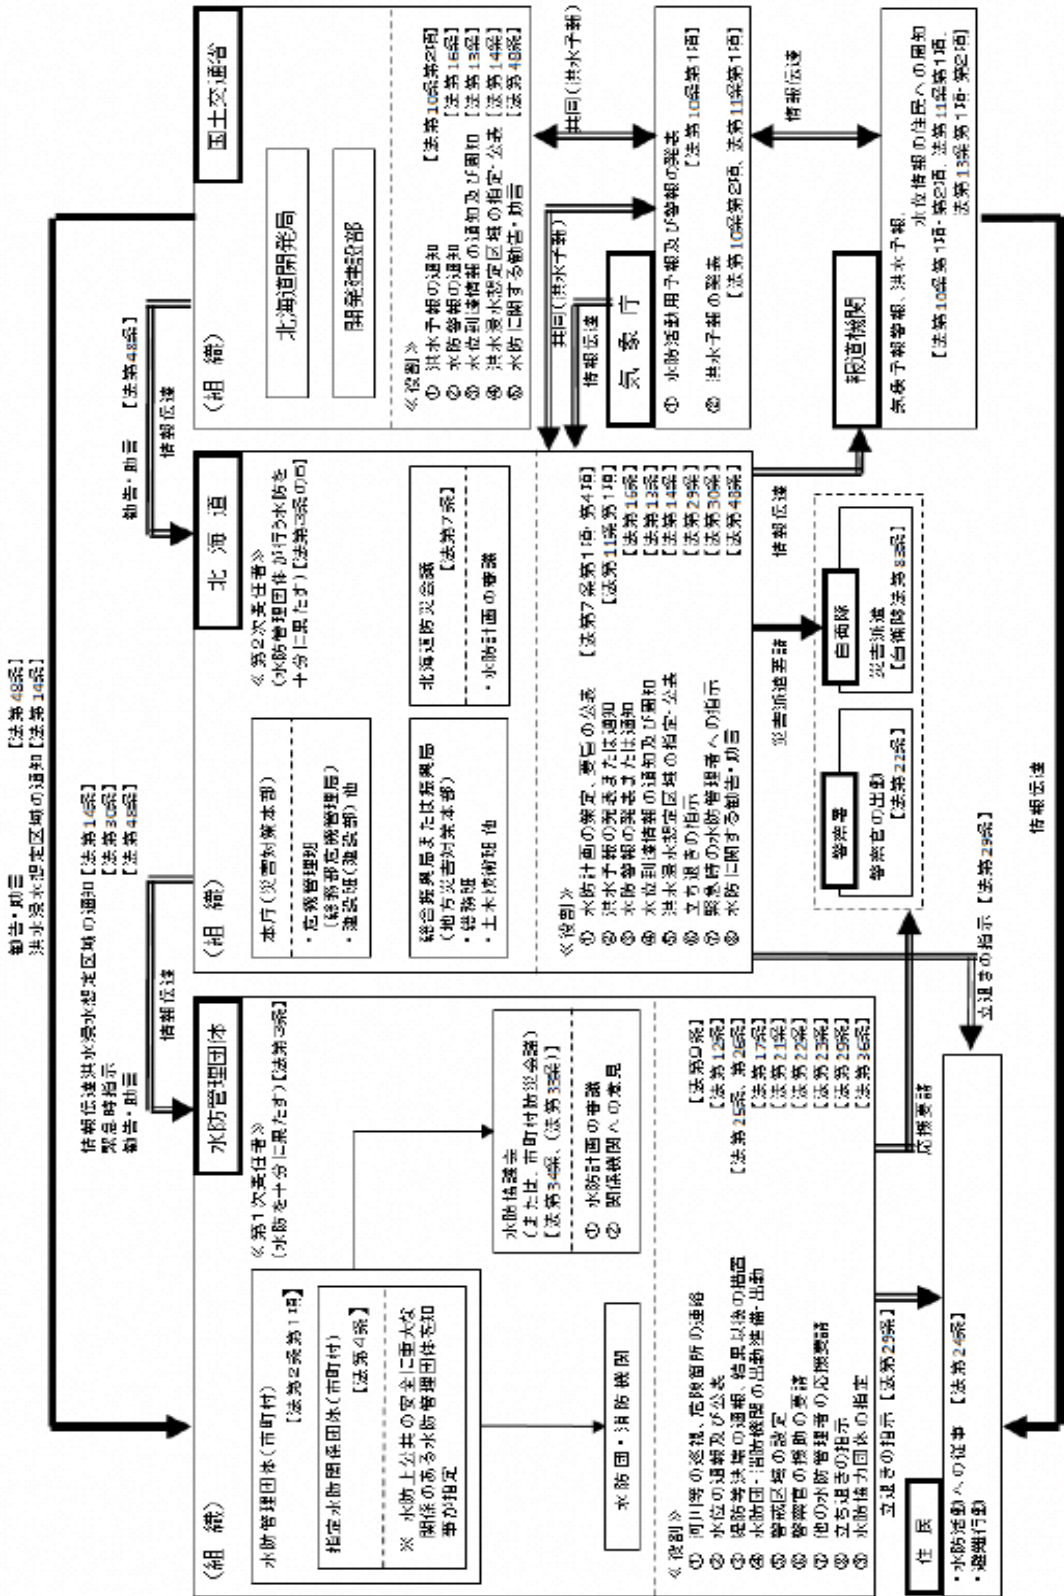 勧告・助言 【法第48条】
洪水浸水想定区域の通知【法第14条】
情報伝達洪水浸水想定区域の通知【法第14条】
緊急時指示 【法第30条】
勧告・助言 【法第48条】
情報伝達
勧告・助言 【法第48条】
情報伝達
(組 織)
水防管理団体
≪第1次責任者≫
(水防を十分に果たす)【法第3条】
水防管理団体(市町村)
【法第2条第1項】
指定水防関係団体(市町村)
【法第4条】
※ 水防上公共の安全に重大な
関係のある水防管理団体を知
事が指定
水防協議会
(または、市町村防災会議)
【法第34条、(法第33条)】
① 水防計画の審議
② 関係機関への意見
水防団・消防機関
≪役割≫
① 河川等の巡視、危険箇所の連絡 【法第9条】
② 水位の通報及び公表 【法第12条】
③ 堤防等決壊の通報、結果以後の措置 【法第25条、第26条】
④ 水防団・消防機関の出動準備・出動 【法第17条】
⑤ 警戒区域の設定 【法第21条】
⑥ 警察官の援助の要請 【法第22条】
⑦ 他の水防管理者の応援要請 【法第23条】
⑧ 立ち退きの指示 【法第29条】
⑨ 水防協力団体の指定 【法第36条】
(組 織)
北 海 道
≪第2次責任者≫
(水防管理団体が行う水防を
十分に果たす)【法第3条の6】
本庁(災害対策本部)
・危機管理班
(総務部危機管理局)
・建設班(建設部)他
総合振興局または振興局
(地方災害対策本部)
・総務班
・土木技術班 他
北海道防災会議
【法第7条】
・水防計画の審議
≪役割≫
① 水防計画の策定、要旨の公表 【法第7条第1項・第4項】
② 洪水予報の発表または通知 【法第11条第1項】
③ 水防警報の発表または通知 【法第16条】
④ 水位到達情報の通知及び周知 【法第13条】
⑤ 洪水浸水想定区域の指定・公表 【法第14条】
⑥ 立ち退きの指示 【法第29条】
⑦ 緊急時の水防管理者への指示 【法第30条】
⑧ 水防に関する勧告・助言 【法第48条】
(組 織)
国土交通省
北海道開発局
開発建設部
≪役割≫
① 洪水予報の通知 【法第10条第2項】
② 水防警報の通知 【法第16条】
③ 水位到達情報の通知及び周知 【法第13条】
④ 洪水浸水想定区域の指定・公表 【法第14条】
⑤ 水防に関する勧告・助言 【法第48条】
共同(洪水予報)
共同(洪水予報)
情報伝達
気 象 庁
① 水防活動用予報及び警報の発表
【法第10条第1項】
② 洪水予報の発表
【法第10条第2項、法第11条第1項】
情報伝達
報道機関
気象予報警報、洪水予報、
水位情報の住民への周知
【法第10条第1項・第2項、法第11条第1項、
法第13条第1項・第2項】
情報伝達
災害派遣要請
警察署
警察官の出動
【法第22条】
自衛隊
災害派遣
【自衛隊法第83条】
応援要請
立退きの指示 【法第29条】
立退きの指示 【法第29条】
住 民
・水防活動への従事 【法第24条】
・避難行動
情報伝達